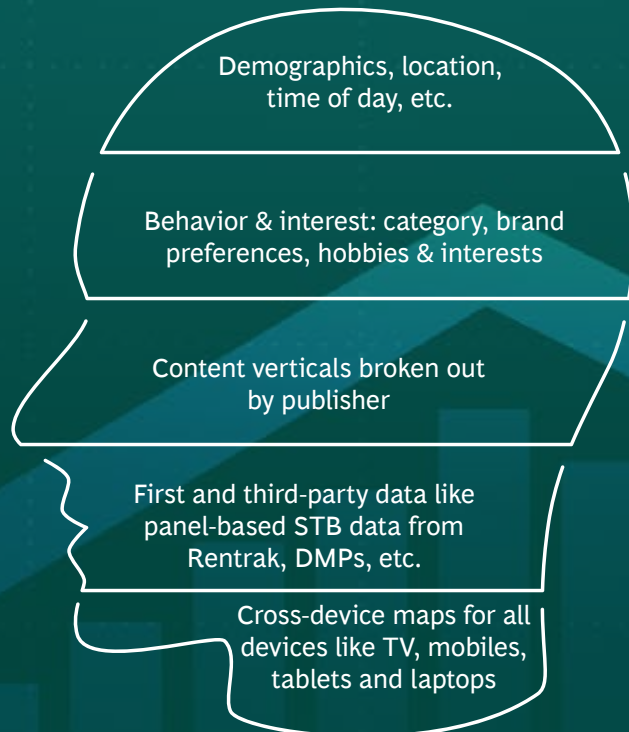 Demographics, location,
time of day, etc.
Behavior & interest: category, brand
preferences, hobbies & interests
Content verticals broken out
by publisher
First and third-party data like
panel-based STB data from
Rentrak, DMPs, etc.
Cross-device maps for all
devices like TV, mobiles,
tablets and laptops